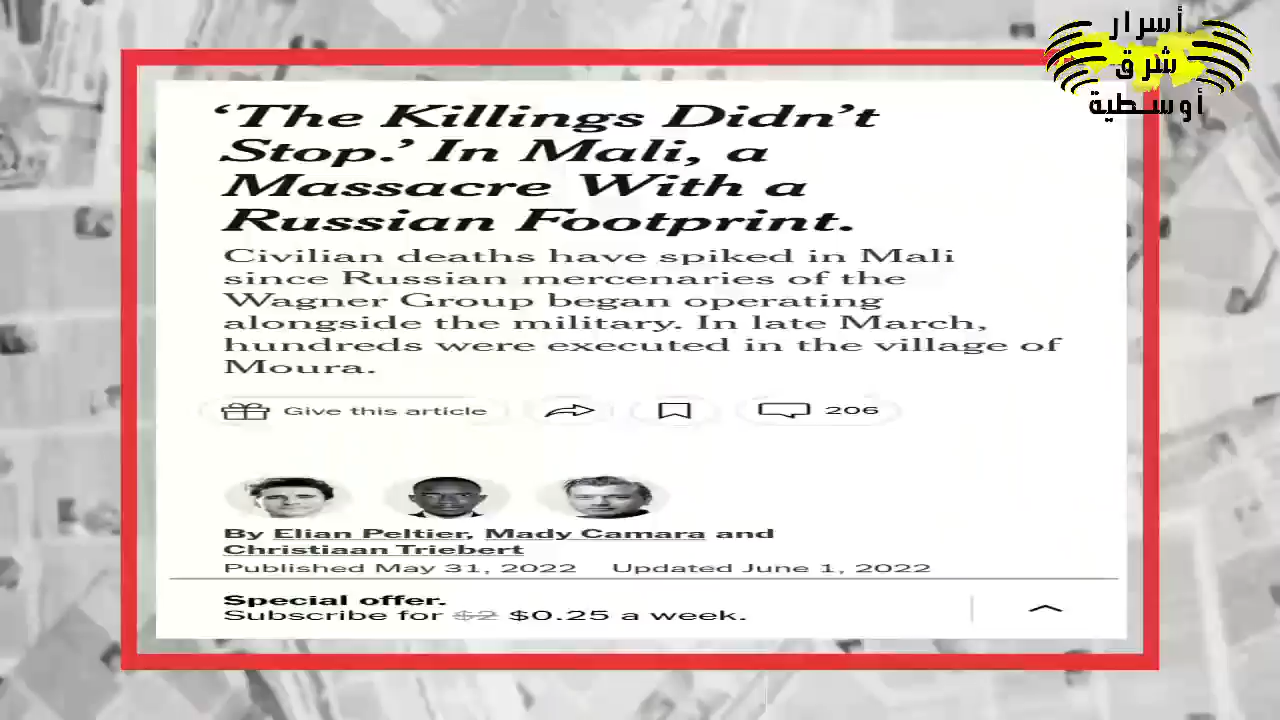 أسرار
شرق
أوسطية
‘The Killings Didn’t
Stop.’ In Mali, a
Massacre With a
Russian Footprint.
Civilian deaths have spiked in Mali
since Russian mercenaries of the
Wagner Group began operating
alongside the military. In late March,
hundreds were executed in the village of
Moura.
Give this article 206
By Elian Peltier, Mady Camara and
Christiaan Triebert
Published May 31, 2022 Updated June 1, 2022
Special offer.
Subscribe for $2 $0.25 a week.